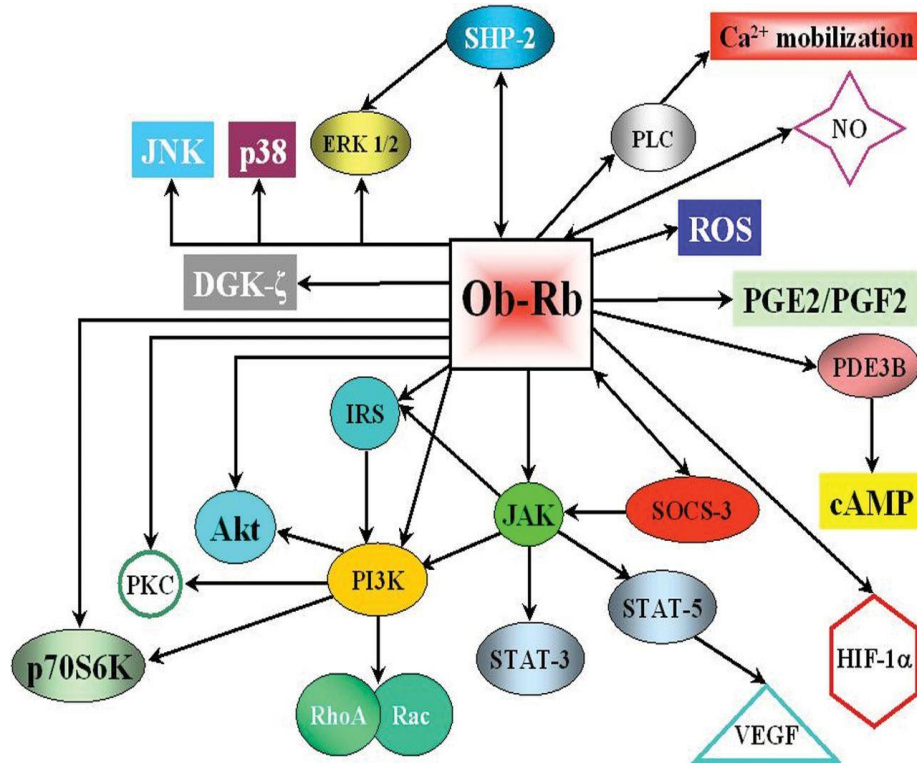 SHP-2
Ca²⁺ mobilization
JNK
p38
ERK 1/2
PLC
NO
ROS
DGK-ζ
Ob-Rb
PGE2/PGF2
PDE3B
IRS
cAMP
Akt
JAK
SOCS-3
PKC
PI3K
STAT-5
p70S6K
STAT-3
HIF-1α
RhoA
Rac
VEGF